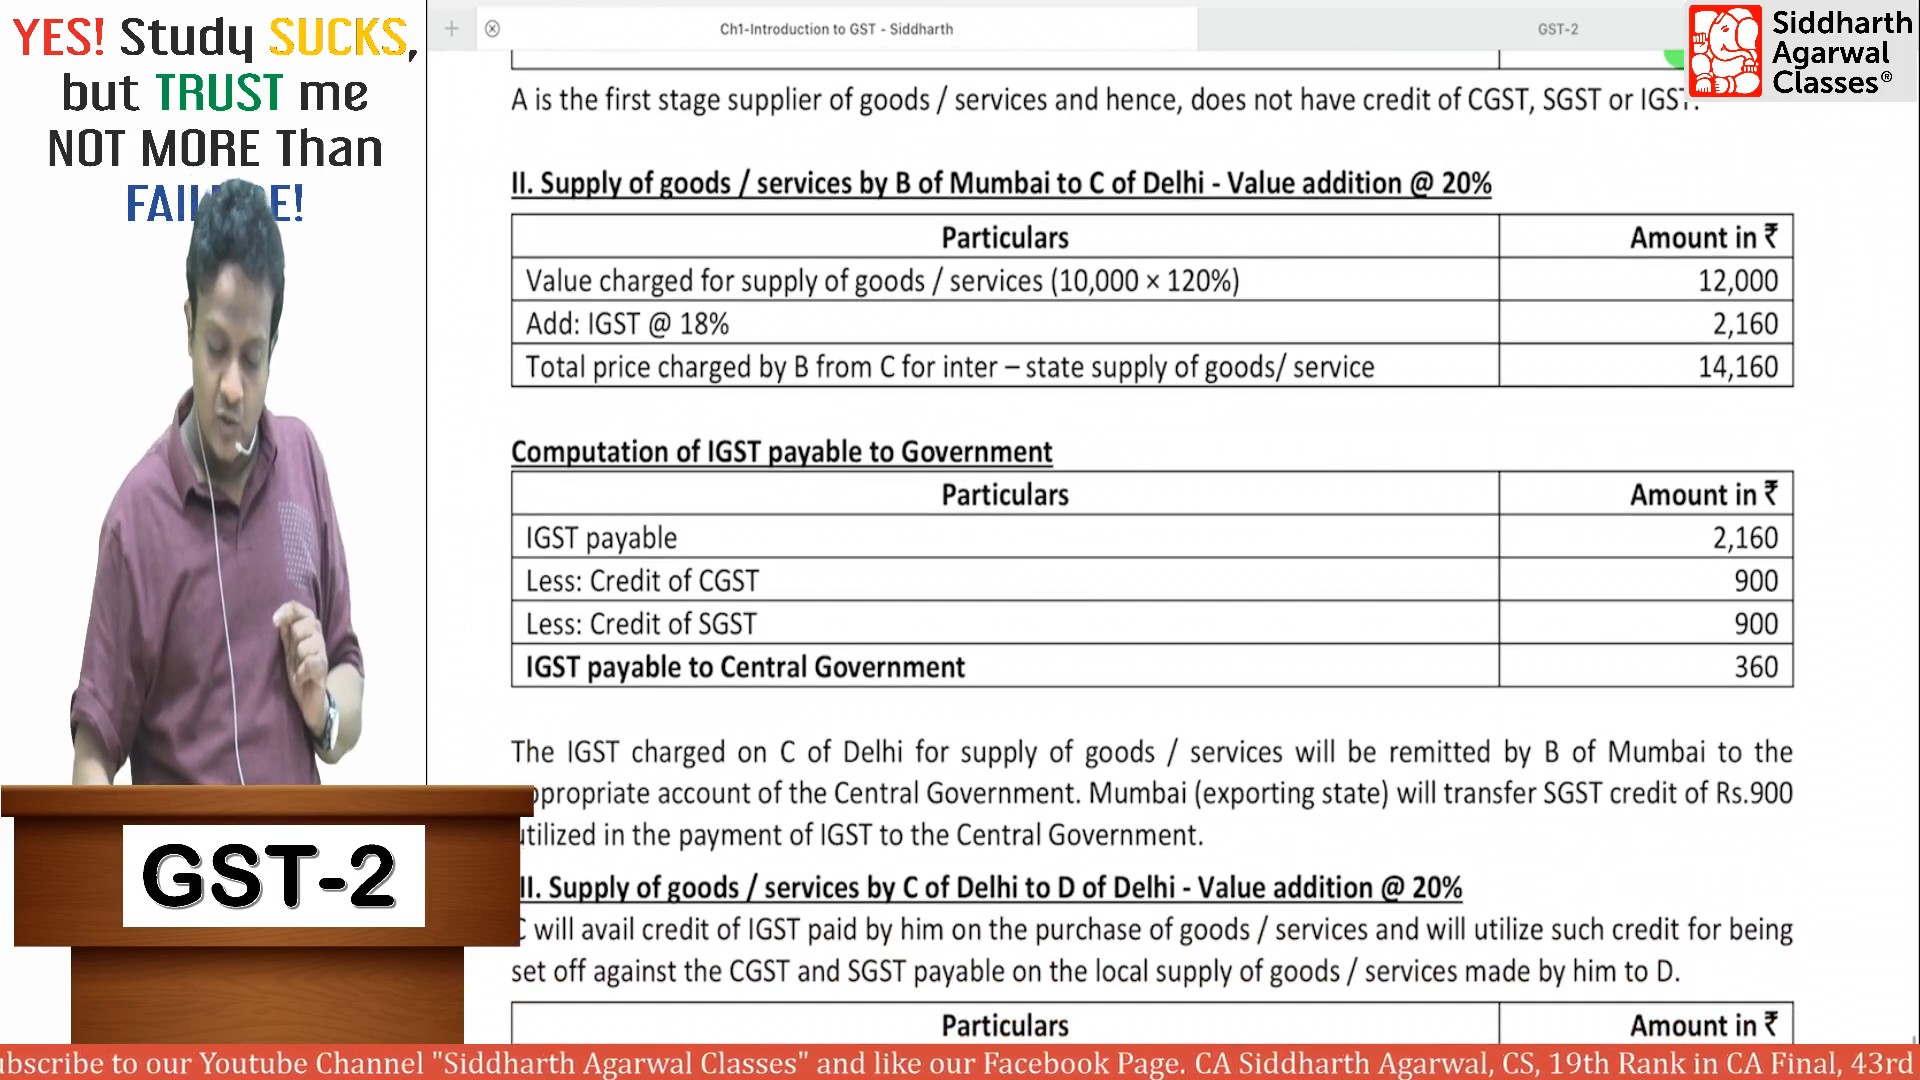 YES! Study SUCKS,
but TRUST me
NOT MORE Than
FAIL E!
GST-2
Ch1-Introduction to GST - Siddharth
GST-2
Siddharth
Agarwal
Classes®
A is the first stage supplier of goods / services and hence, does not have credit of CGST, SGST or IGST.
II. Supply of goods / services by B of Mumbai to C of Delhi - Value addition @ 20%
Particulars Amount in ₹
Value charged for supply of goods / services (10,000 × 120%) 12,000
Add: IGST @ 18% 2,160
Total price charged by B from C for inter – state supply of goods/ service 14,160
Computation of IGST payable to Government
Particulars Amount in ₹
IGST payable 2,160
Less: Credit of CGST 900
Less: Credit of SGST 900
IGST payable to Central Government 360
The IGST charged on C of Delhi for supply of goods / services will be remitted by B of Mumbai to the
ppropriate account of the Central Government. Mumbai (exporting state) will transfer SGST credit of Rs.900
utilized in the payment of IGST to the Central Government.
II. Supply of goods / services by C of Delhi to D of Delhi - Value addition @ 20%
C will avail credit of IGST paid by him on the purchase of goods / services and will utilize such credit for being
set off against the CGST and SGST payable on the local supply of goods / services made by him to D.
Particulars Amount in ₹
ubscribe to our Youtube Channel "Siddharth Agarwal Classes" and like our Facebook Page. CA Siddharth Agarwal, CS, 19th Rank in CA Final, 43rd